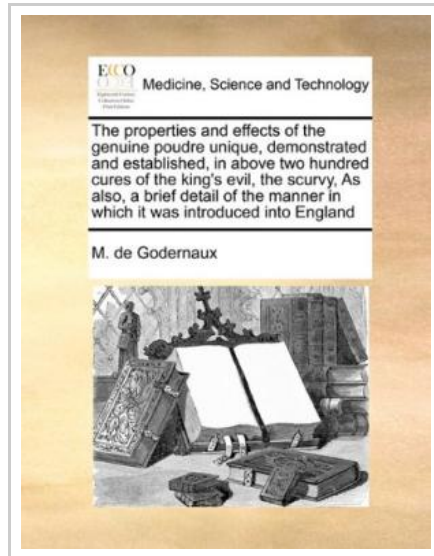 ECCO
Medicine, Science and Technology
The properties and effects of the
genuine poudre unique, demonstrated
and established, in above two hundred
cures of the king's evil, the scurvy, As
also, a brief detail of the manner in
which it was introduced into England
M. de Godernaux